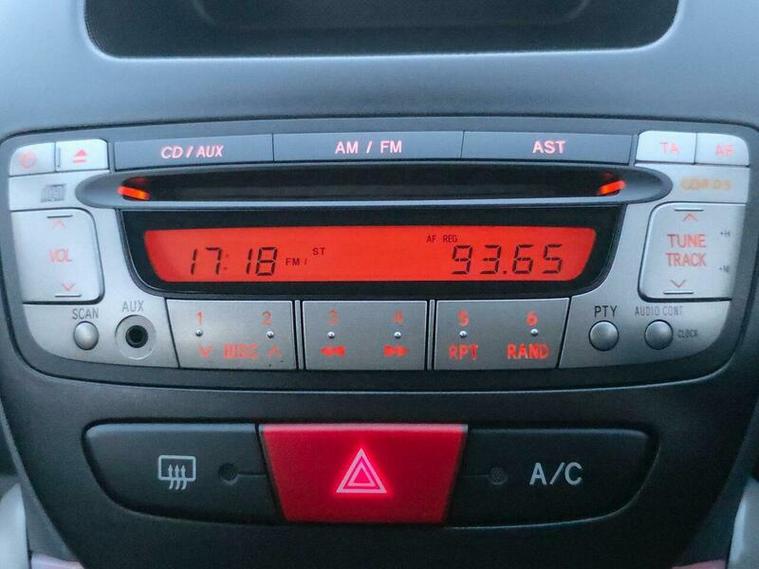 CD/AUX AM / FM AST TA AF
VOL 17:18 FM I ST AF REG 93.65 TUNE TRACK
SCAN AUX 1 2 3 4 5 6 PTY AUDIO CONT CLOCK
DISC RPT RAND
A/C